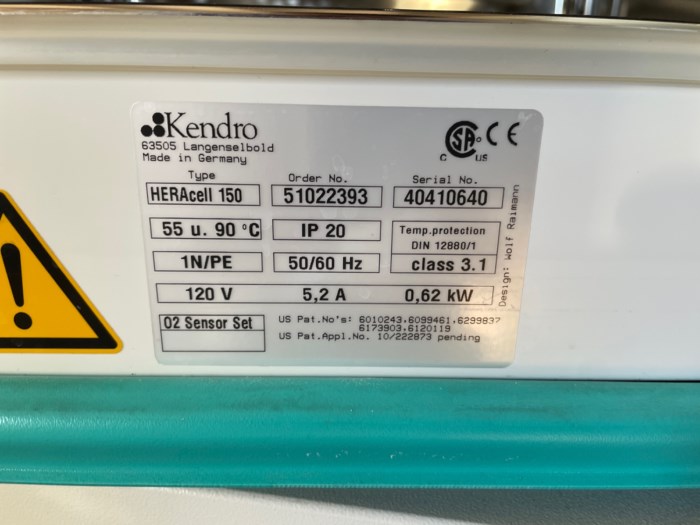 Kendro
63505 Langenselbold
Made in Germany
C US CE
Type Order No. Serial No.
HERAcell 150 51022393 40410640
55 u. 90 °C IP 20 Temp.protection
DIN 12880/1
1N/PE 50/60 Hz class 3.1
120 V 5,2 A 0,62 kW
O2 Sensor Set US Pat.No's: 6010243,6099461,6299837
6173903,6120119
US Pat.Appl.No. 10/222873 pending
Design: Wolf Raimann